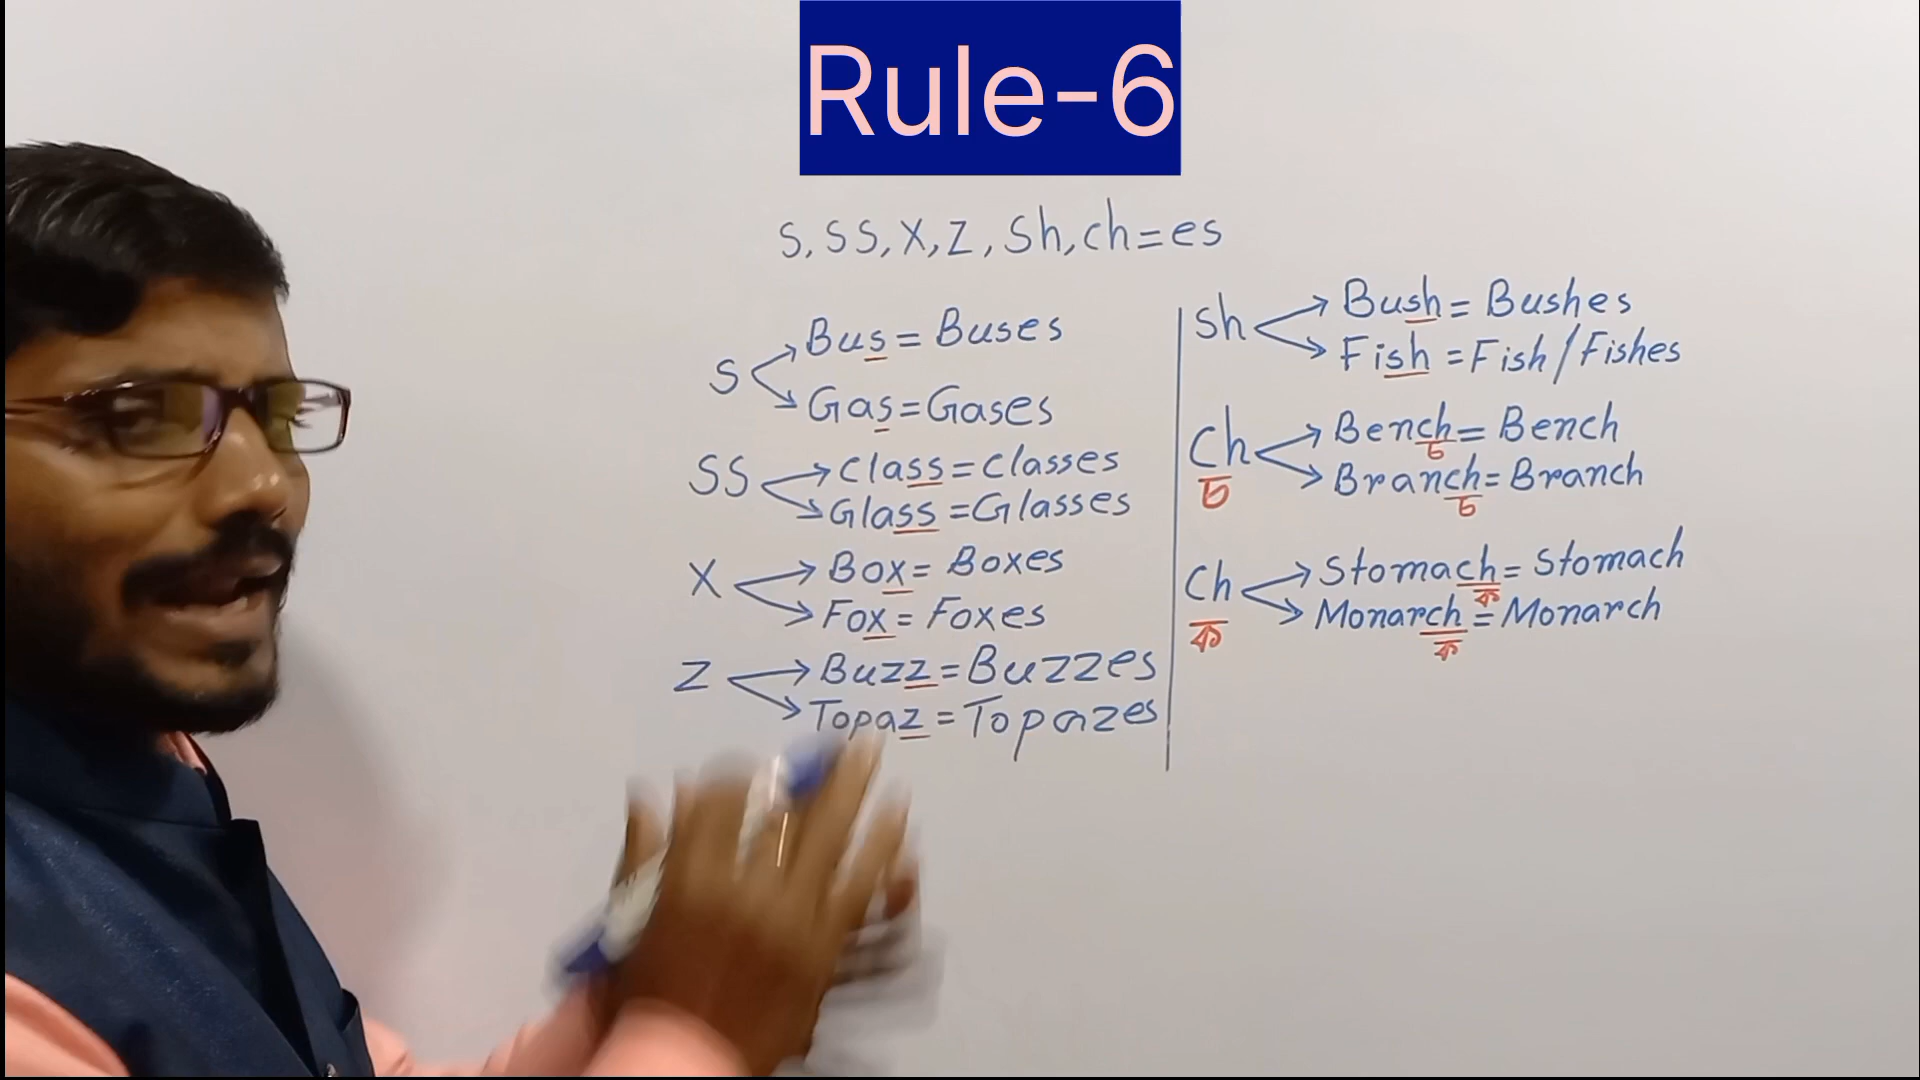 Rule-6
S, SS, X, Z, Sh, ch = es
S
Bus = Buses
Gas = Gases
SS
Class = Classes
Glass = Glasses
X
Box = Boxes
Fox = Foxes
Z
Buzz = Buzzes
Topaz = Topazes
Sh
Bush = Bushes
Fish = Fish / Fishes
Ch
চ
Bench = Bench
চ
Branch = Branch
চ
Ch
ক
Stomach = Stomach
ক
Monarch = Monarch
ক